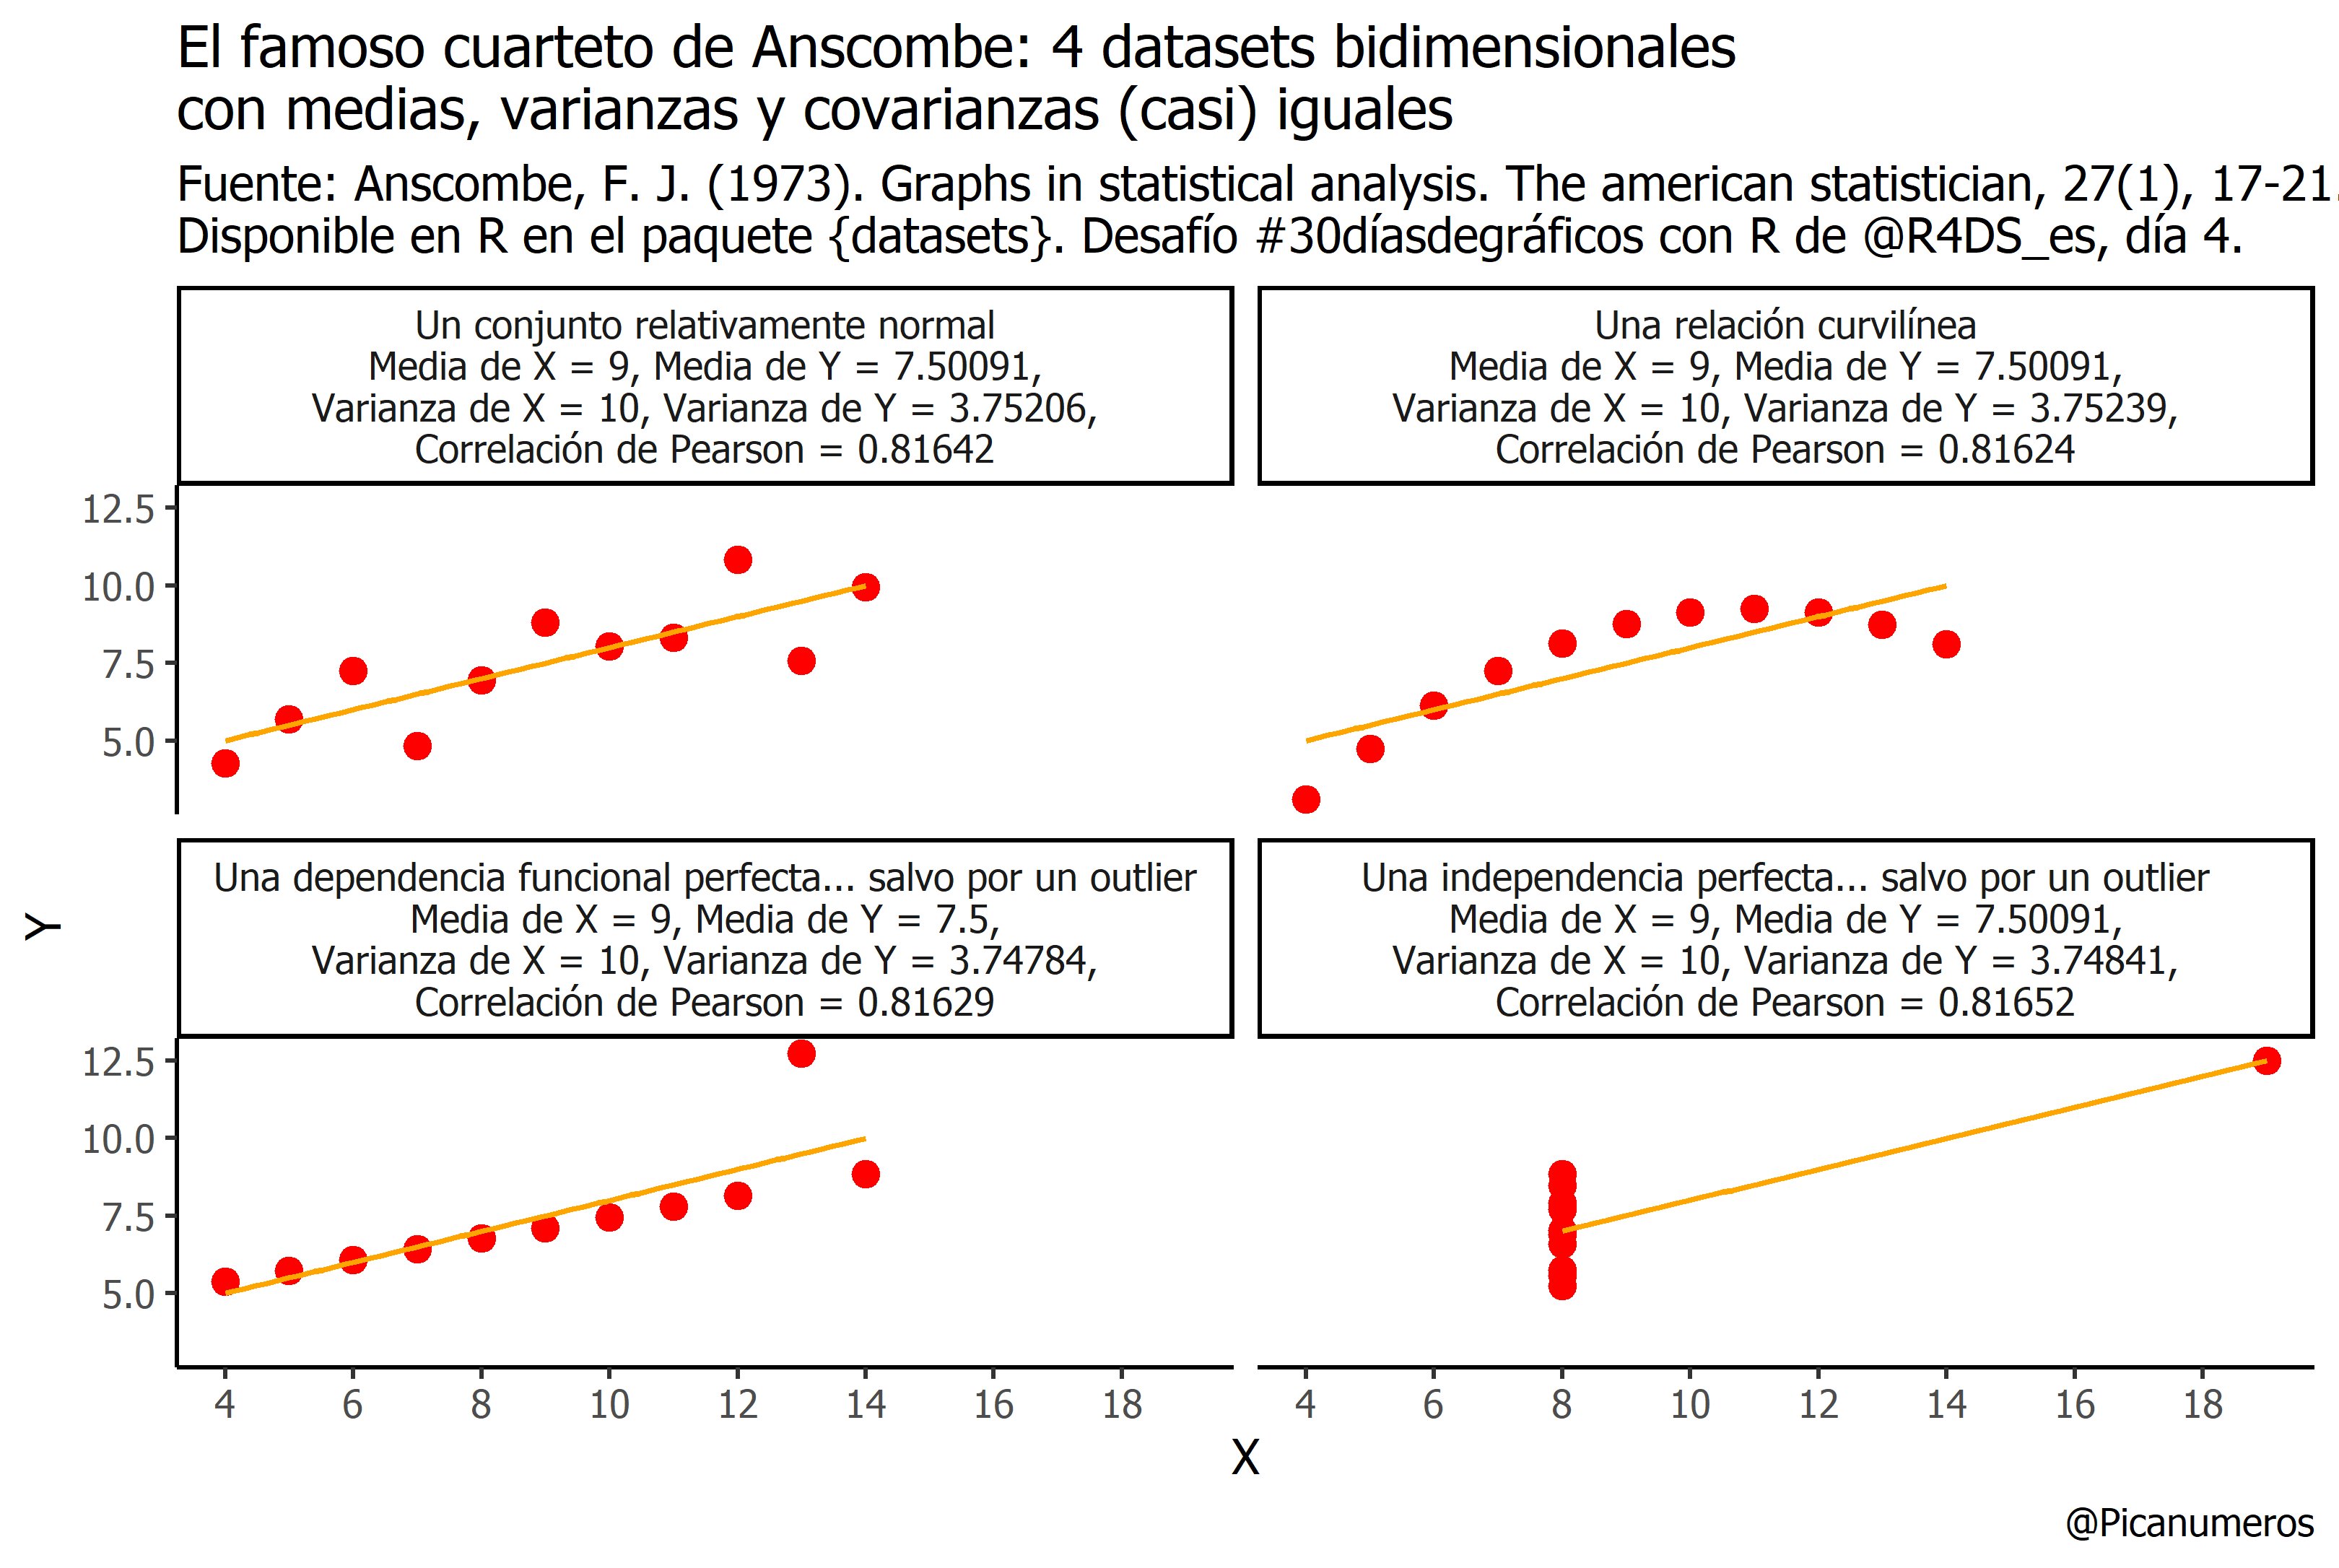 El famoso cuarteto de Anscombe: 4 datasets bidimensionales
con medias, varianzas y covarianzas (casi) iguales
Fuente: Anscombe, F. J. (1973). Graphs in statistical analysis. The american statistician, 27(1), 17-21.
Disponible en R en el paquete {datasets}. Desafío #30díasdegráficos con R de @R4DS_es, día 4.
Un conjunto relativamente normal
Media de X = 9, Media de Y = 7.50091,
Varianza de X = 10, Varianza de Y = 3.75206,
Correlación de Pearson = 0.81642
Una relación curvilínea
Media de X = 9, Media de Y = 7.50091,
Varianza de X = 10, Varianza de Y = 3.75239,
Correlación de Pearson = 0.81624
12.5
10.0
7.5
5.0
Una dependencia funcional perfecta... salvo por un outlier
Media de X = 9, Media de Y = 7.5,
Varianza de X = 10, Varianza de Y = 3.74784,
Correlación de Pearson = 0.81629
Una independencia perfecta... salvo por un outlier
Media de X = 9, Media de Y = 7.50091,
Varianza de X = 10, Varianza de Y = 3.74841,
Correlación de Pearson = 0.81652
Y
12.5
10.0
7.5
5.0
4 6 8 10 12 14 16 18
4 6 8 10 12 14 16 18
X
@Picanumeros